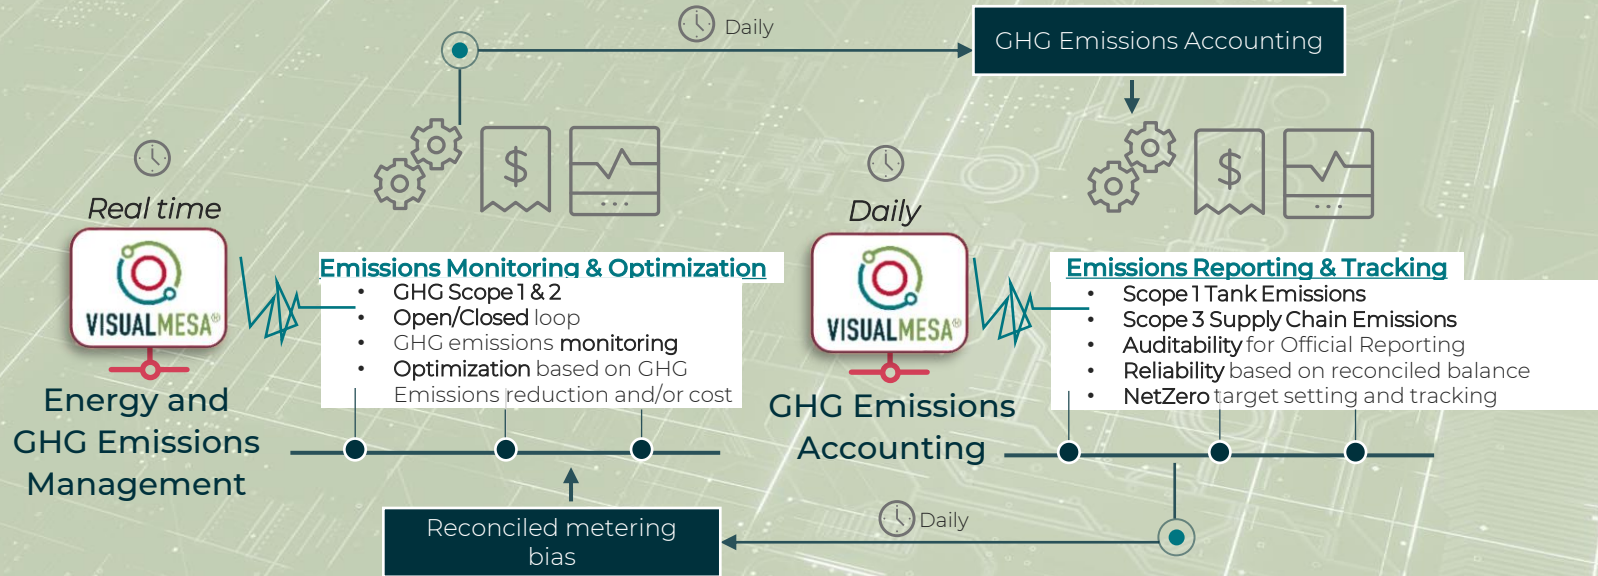 Daily
GHG Emissions Accounting
$
$
Real time
Daily
VISUALMESA®
Emissions Monitoring & Optimization
• GHG Scope 1 & 2
• Open/Closed loop
• GHG emissions monitoring
• Optimization based on GHG
Emissions reduction and/or cost
VISUALMESA®
Emissions Reporting & Tracking
• Scope 1 Tank Emissions
• Scope 3 Supply Chain Emissions
• Auditability for Official Reporting
• Reliability based on reconciled balance
• NetZero target setting and tracking
Energy and
GHG Emissions
Management
GHG Emissions
Accounting
Reconciled metering
bias
Daily